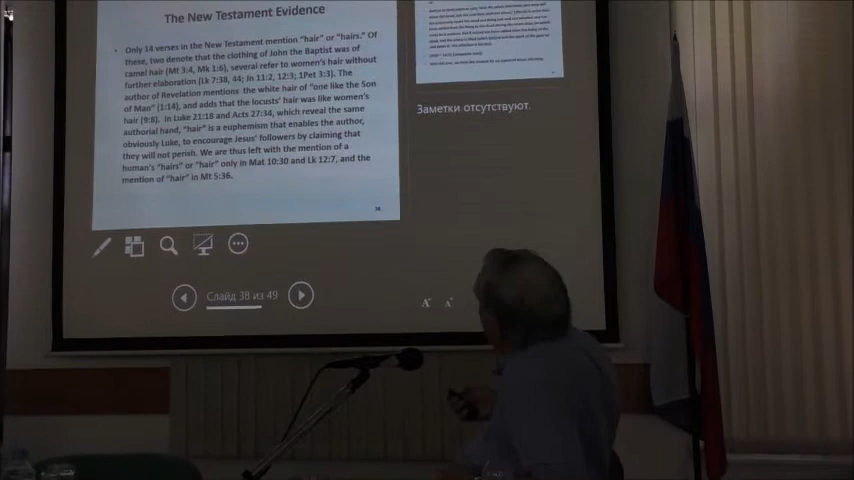 The New Testament Evidence
• Only 14 verses in the New Testament mention "hair" or "hairs." Of
these, two denote that the clothing of John the Baptist was of
camel hair (Mt 3:4, Mk 1:6), several refer to women's hair without
further elaboration (Lk 7:38, 44; Jn 11:2, 12:3; 1Pet 3:3). The
author of Revelation mentions the white hair of "one like the Son
of Man" (1:14), and adds that the locusts' hair was like women's
hair (9:8). In Luke 21:18 and Acts 27:34, which reveal the same
authorial hand, "hair" is a euphemism that enables the author,
obviously Luke, to encourage Jesus' followers by claiming that
they will not perish. We are thus left with the mention of a
human's "hairs" or "hair" only in Mat 10:30 and Lk 12:7, and the
mention of "hair" in Mt 5:36.
38
Заметки отсутствуют.
Слайд 38 из 49
A A